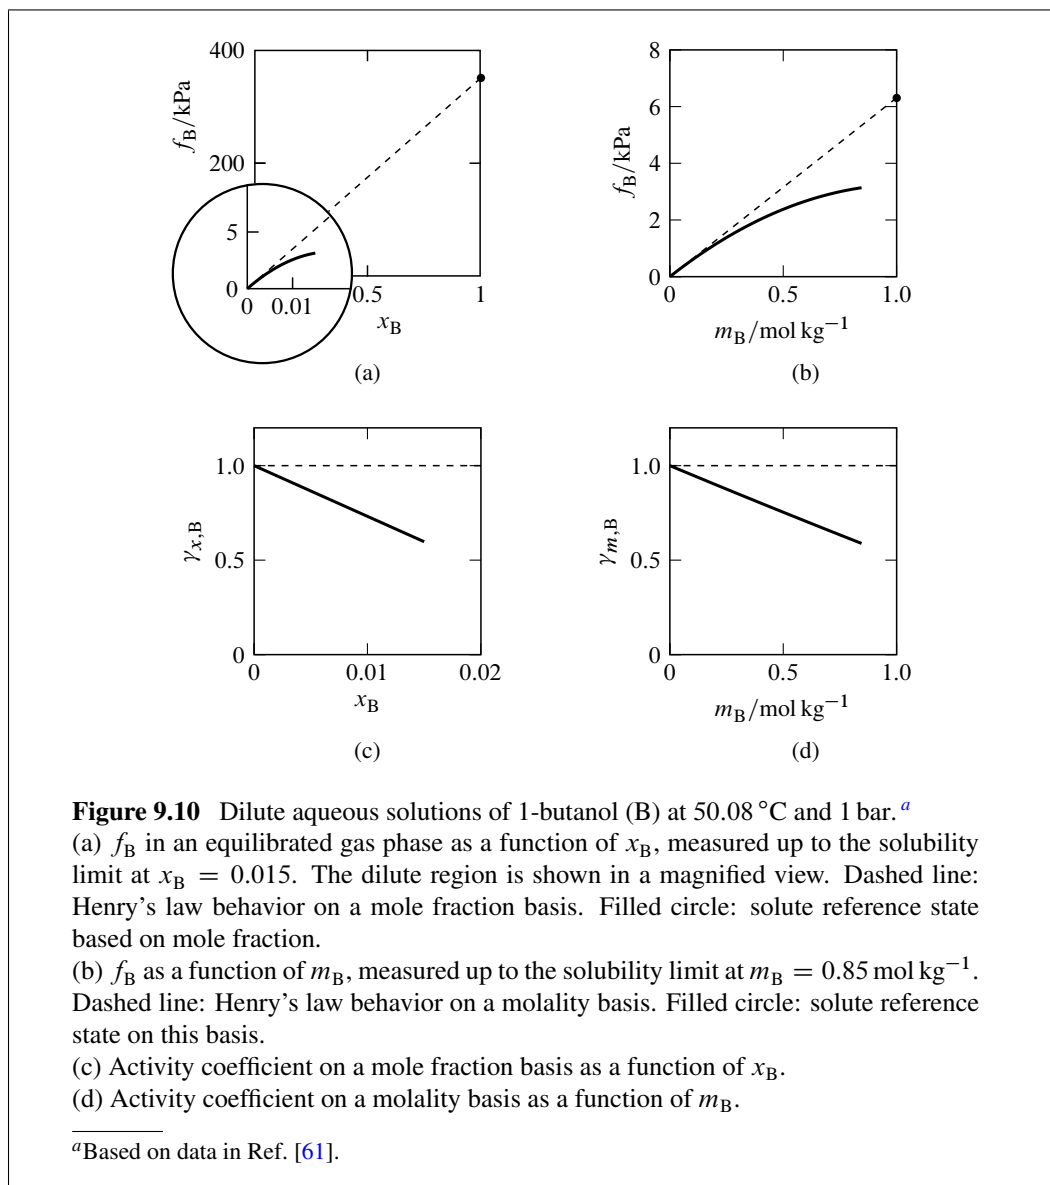 400
200
f_B/kPa
5
0
0
0.01
0.5
1
x_B
(a)
8
6
4
2
0
f_B/kPa
0
0.5
1.0
m_B/mol kg⁻¹
(b)
1.0
0.5
0
γ_x,B
0
0.01
0.02
x_B
(c)
1.0
0.5
0
γ_m,B
0
0.5
1.0
m_B/mol kg⁻¹
(d)
Figure 9.10 Dilute aqueous solutions of 1-butanol (B) at 50.08 °C and 1 bar. ᵃ
(a) f_B in an equilibrated gas phase as a function of x_B, measured up to the solubility
limit at x_B = 0.015. The dilute region is shown in a magnified view. Dashed line:
Henry's law behavior on a mole fraction basis. Filled circle: solute reference state
based on mole fraction.
(b) f_B as a function of m_B, measured up to the solubility limit at m_B = 0.85 mol kg⁻¹.
Dashed line: Henry's law behavior on a molality basis. Filled circle: solute reference
state on this basis.
(c) Activity coefficient on a mole fraction basis as a function of x_B.
(d) Activity coefficient on a molality basis as a function of m_B.
ᵃBased on data in Ref. [61].